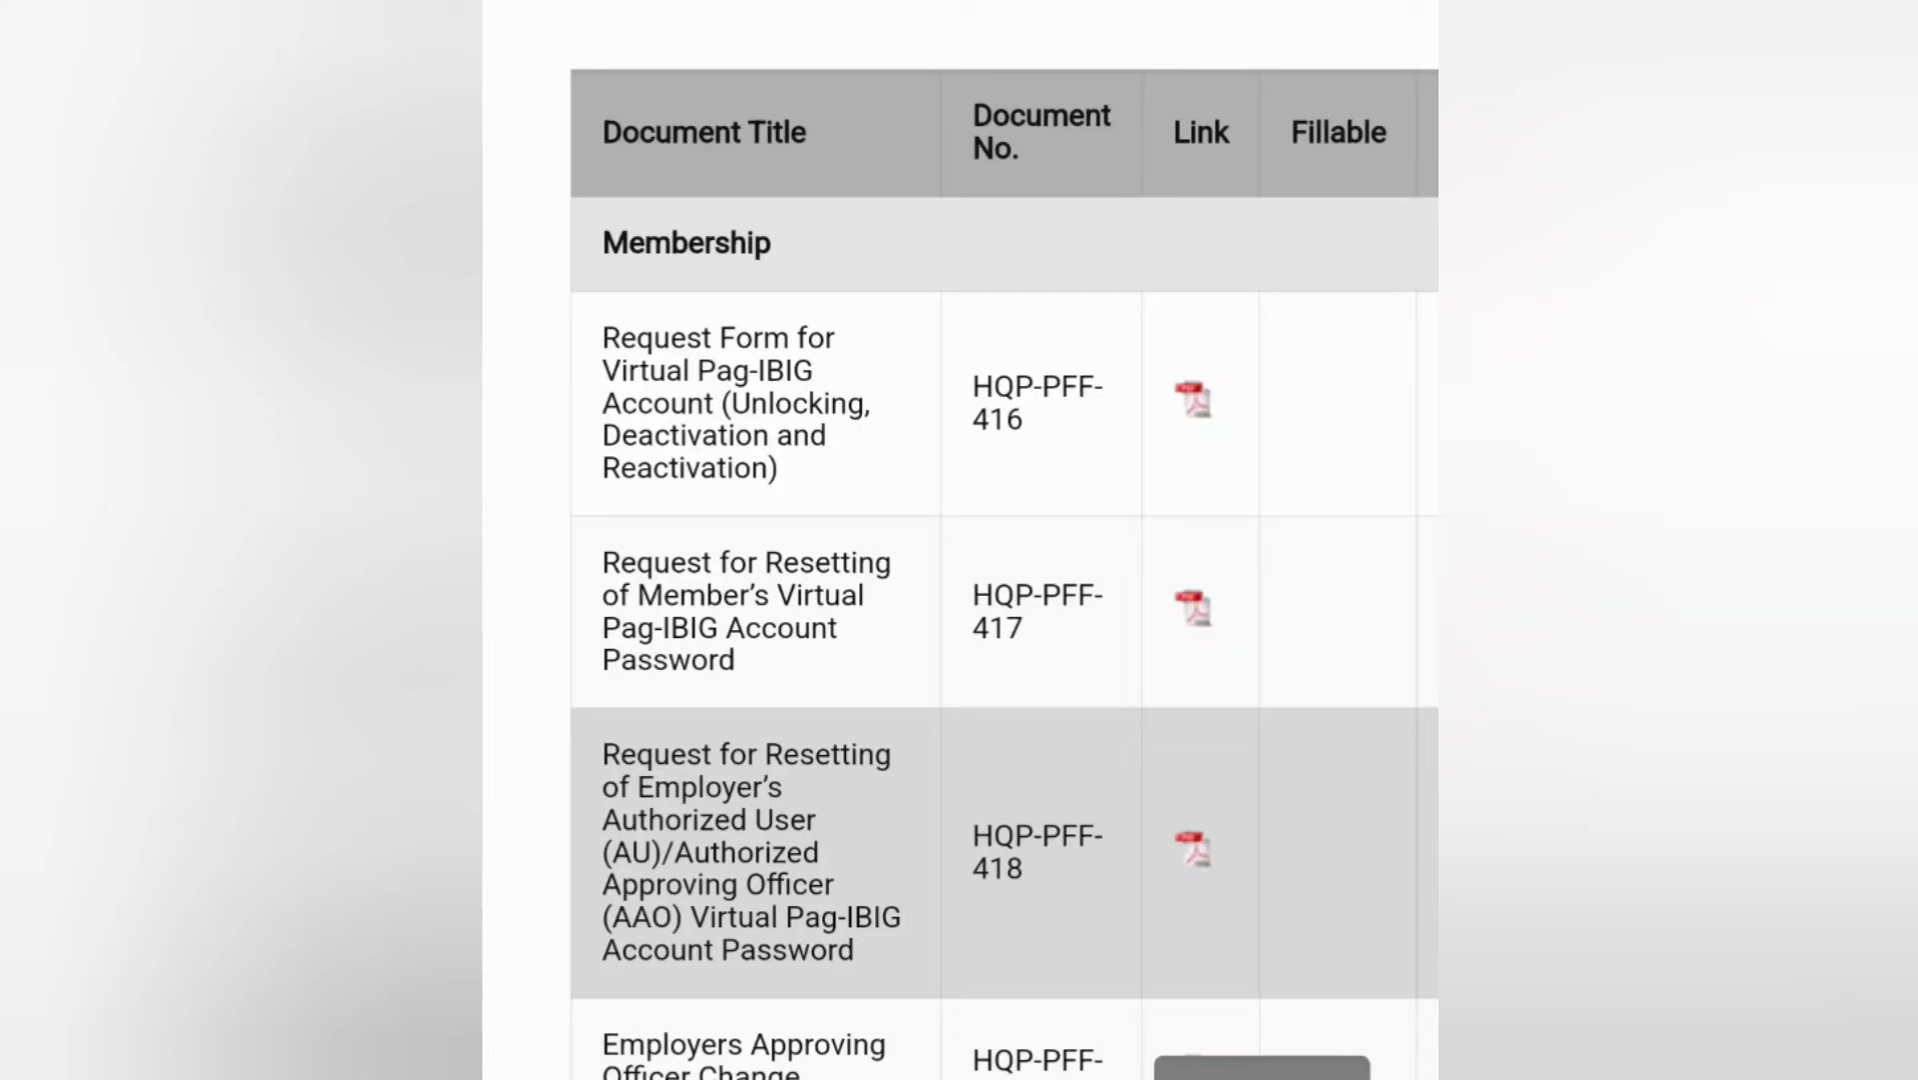 Document Title
Document
No.
Link
Fillable
Membership
Request Form for
Virtual Pag-IBIG
Account (Unlocking,
Deactivation and
Reactivation)
HQP-PFF-
416
Request for Resetting
of Member’s Virtual
Pag-IBIG Account
Password
HQP-PFF-
417
Request for Resetting
of Employer’s
Authorized User
(AU)/Authorized
Approving Officer
(AAO) Virtual Pag-IBIG
Account Password
HQP-PFF-
418
Employers Approving
Officer Change
HQP-PFF-